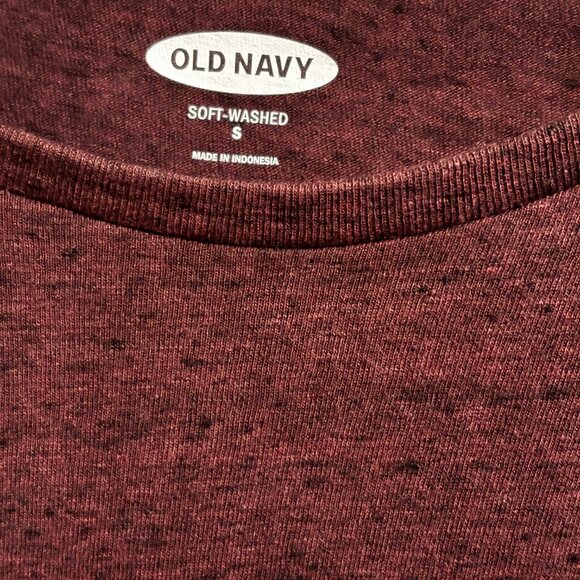 OLD NAVY
SOFT-WASHED
S
MADE IN INDONESIA